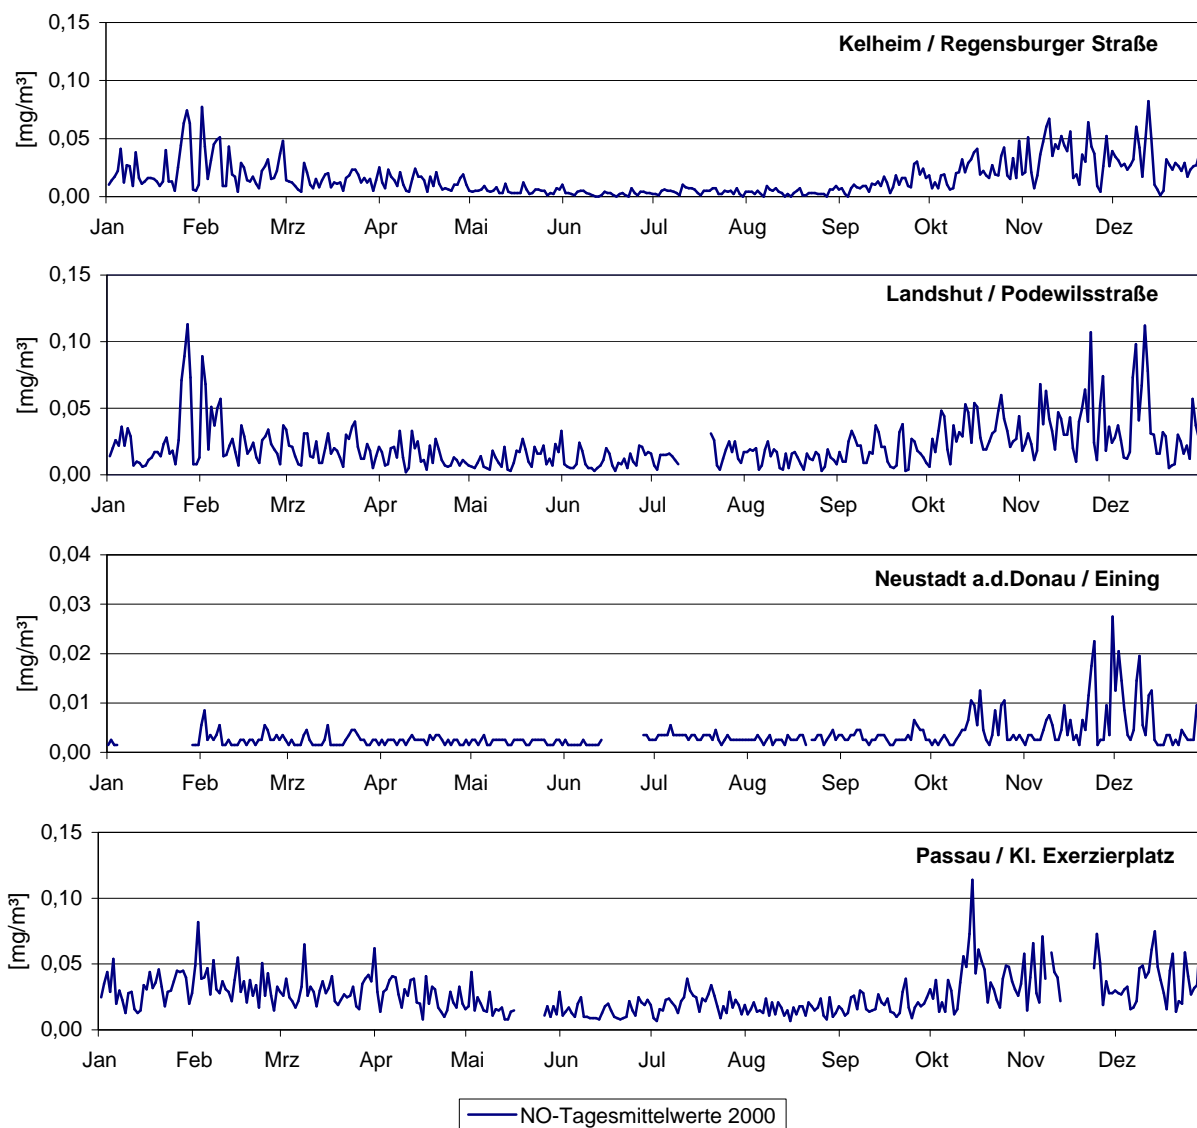 0,15
Kelheim / Regensburger Straße
0,10
[mg/m³]
0,05
0,00
Jan Feb Mrz Apr Mai Jun Jul Aug Sep Okt Nov Dez
0,15
Landshut / Podewilsstraße
0,10
[mg/m³]
0,05
0,00
Jan Feb Mrz Apr Mai Jun Jul Aug Sep Okt Nov Dez
0,04
Neustadt a.d.Donau / Eining
0,03
[mg/m³]
0,02
0,01
0,00
Jan Feb Mrz Apr Mai Jun Jul Aug Sep Okt Nov Dez
0,15
Passau / Kl. Exerzierplatz
0,10
[mg/m³]
0,05
0,00
Jan Feb Mrz Apr Mai Jun Jul Aug Sep Okt Nov Dez
NO-Tagesmittelwerte 2000